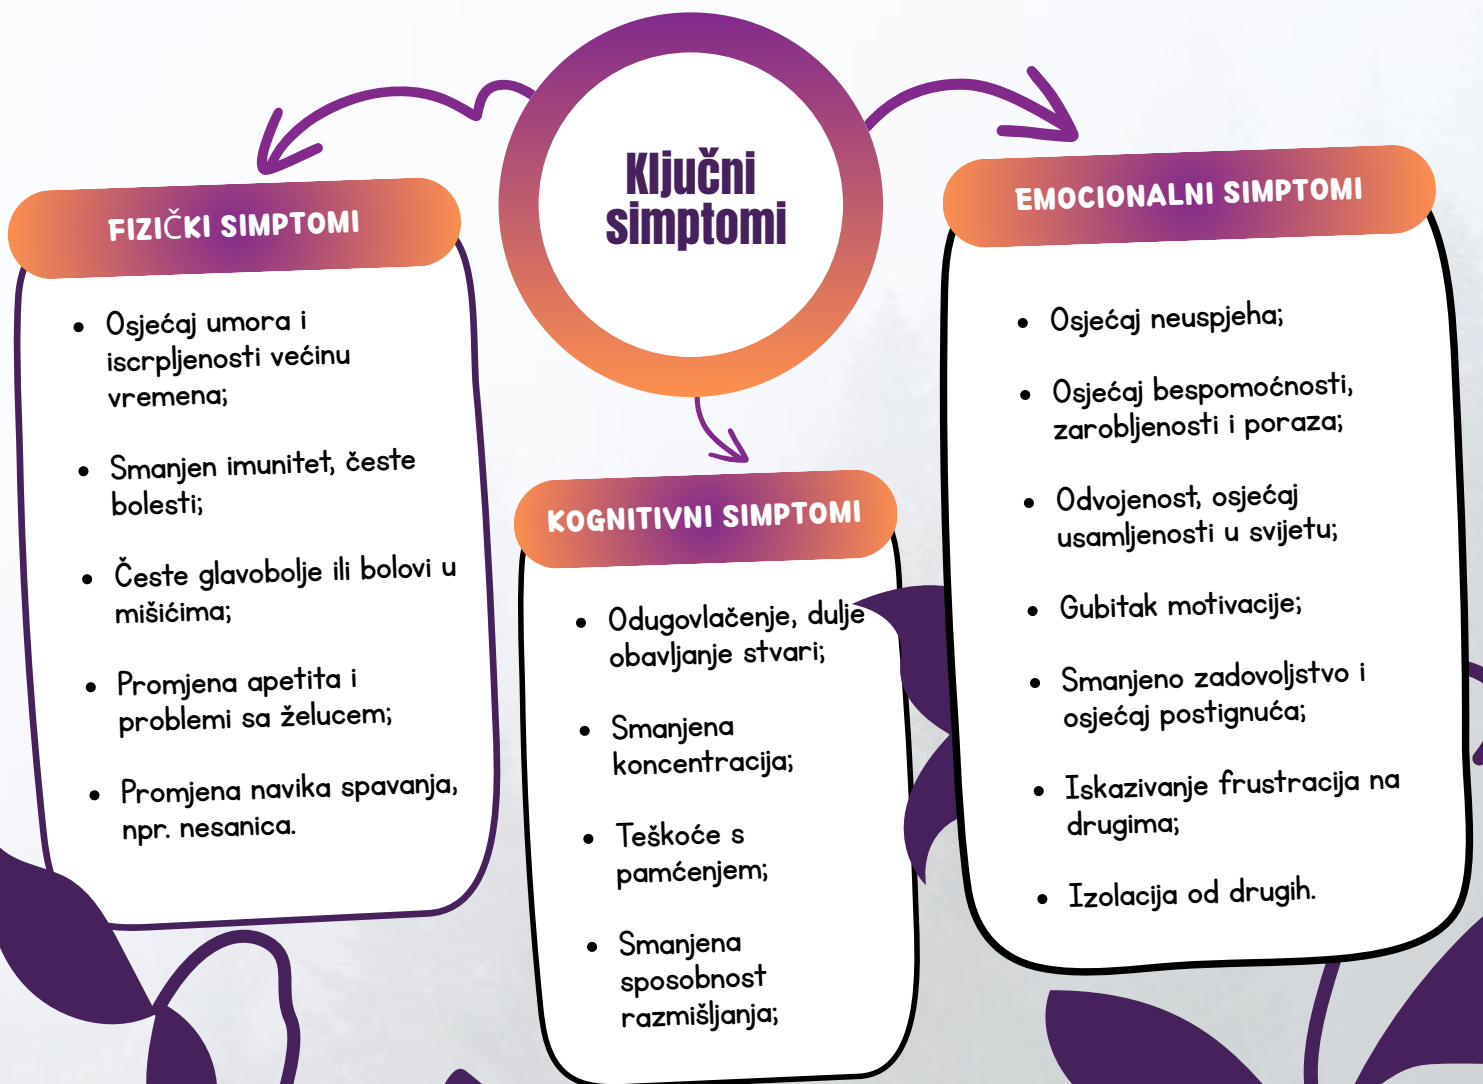 Ključni
simptomi
FIZIČKI SIMPTOMI
• Osjećaj umora i
iscrpljenosti većinu
vremena;
• Smanjen imunitet, česte
bolesti;
• Česte glavobolje ili bolovi u
mišićima;
• Promjena apetita i
problemi sa želucem;
• Promjena navika spavanja,
npr. nesanica.
KOGNITIVNI SIMPTOMI
• Odugovlačenje, dulje
obavljanje stvari;
• Smanjena
koncentracija;
• Teškoće s
pamćenjem;
• Smanjena
sposobnost
razmišljanja;
EMOCIONALNI SIMPTOMI
• Osjećaj neuspjeha;
• Osjećaj bespomoćnosti,
zarobljenosti i poraza;
• Odvojenost, osjećaj
usamljenosti u svijetu;
• Gubitak motivacije;
• Smanjeno zadovoljstvo i
osjećaj postignuća;
• Iskazivanje frustracija na
drugima;
• Izolacija od drugih.